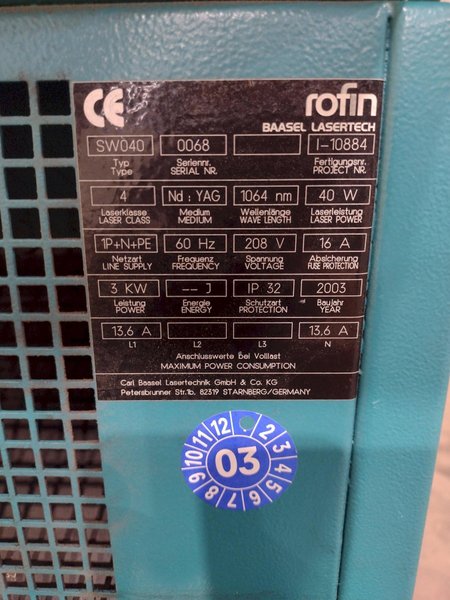 CE
rofin
BAASEL LASERTECH
SW040 0068 I-10884
Typ Seriennr. Fertigungsnr.
Type SERIAL NR. PROJECT NR.
4 Nd : YAG 1064 nm 40 W
Laserklasse Medium Wellenlänge Laserleistung
LASER CLASS MEDIUM WAVE LENGTH LASER POWER
1P+N+PE 60 Hz 208 V 16 A
Netzart Frequenz Spannung Absicherung
LINE SUPPLY FREQUENCY VOLTAGE FUSE PROTECTION
3 KW -- J IP 32 2003
Leistung Energie Schutzart Baujahr
POWER ENERGY PROTECTION YEAR
13,6 A 13,6 A
L1 L2 L3 N
Anschlusswerte bei Volllast
MAXIMUM POWER CONSUMPTION
Carl Baasel Lasertechnik GmbH & Co. KG
Petersbrunner Str.1b, 82319 STARNBERG/GERMANY
2 3 4 5 6 7 8 9 10 11 12
03